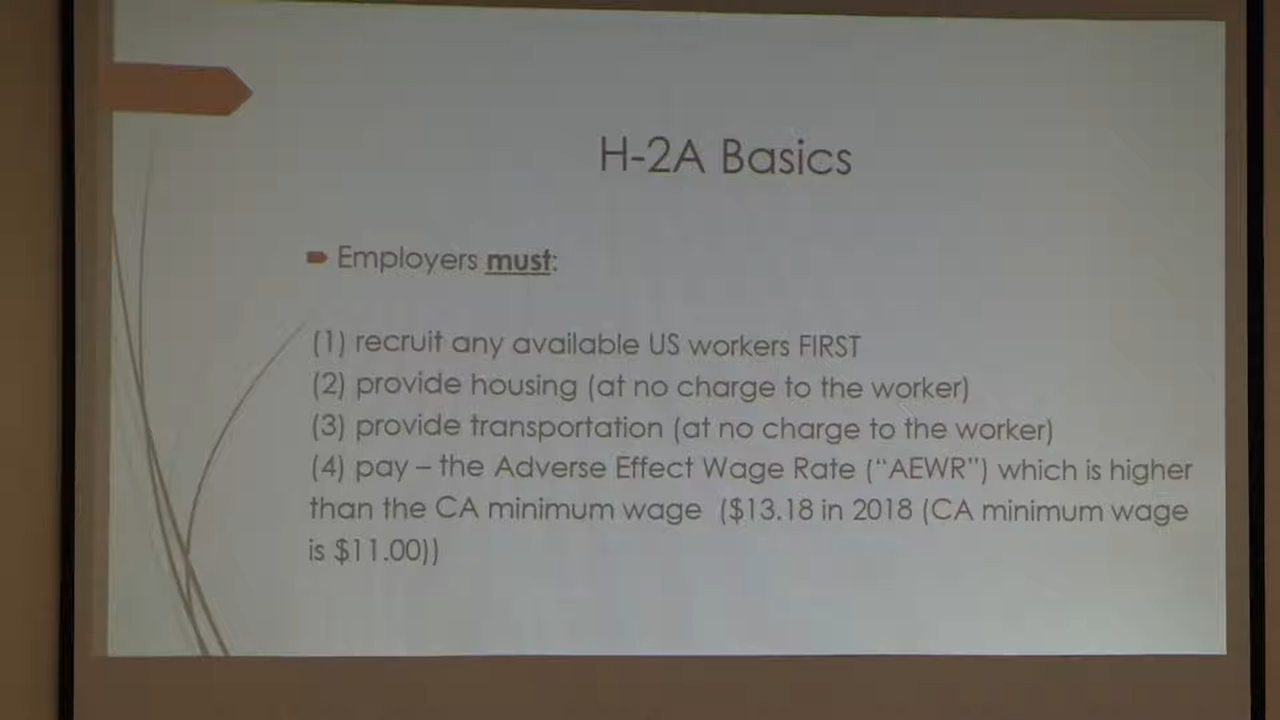 H-2A Basics
Employers must:
(1) recruit any available US workers FIRST
(2) provide housing (at no charge to the worker)
(3) provide transportation (at no charge to the worker)
(4) pay – the Adverse Effect Wage Rate (“AEWR”) which is higher
than the CA minimum wage ($13.18 in 2018 (CA minimum wage
is $11.00))